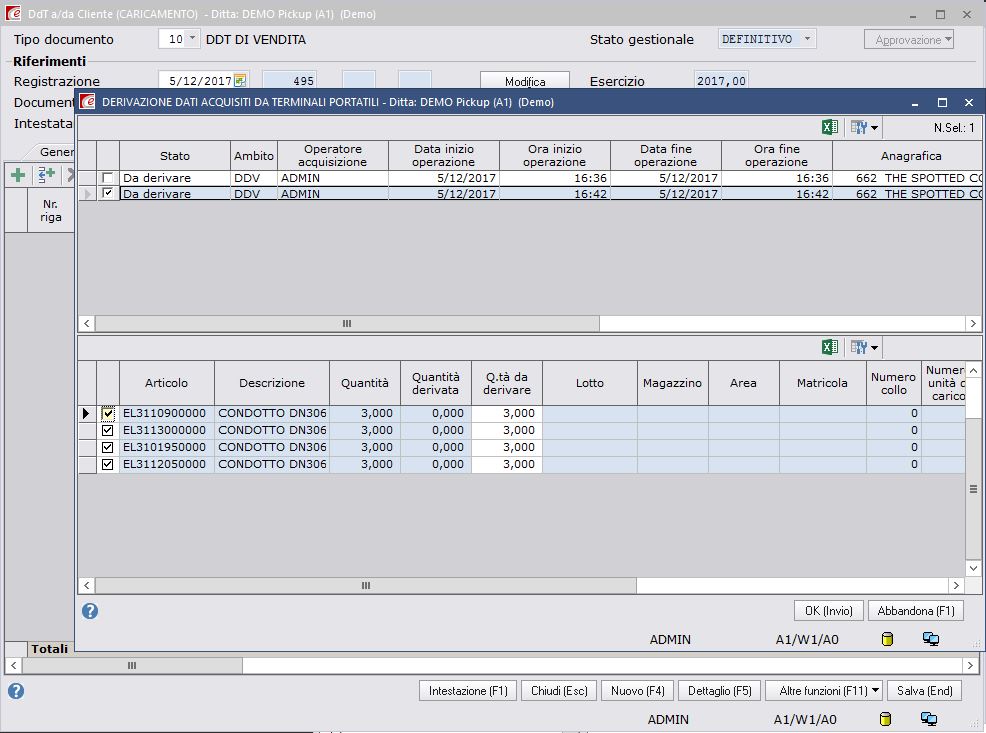 DdT a/da Cliente (CARICAMENTO) - Ditta: DEMO Pickup (A1) (Demo)
Tipo documento 10 DDT DI VENDITA Stato gestionale DEFINITIVO Approvazione
Riferimenti
Registrazione 5/12/2017 495 Modifica Esercizio 2017,00
DERIVAZIONE DATI ACQUISITI DA TERMINALI PORTATILI - Ditta: DEMO Pickup (A1) (Demo)
N.Sel.: 1
Stato Ambito Operatore acquisizione Data inizio operazione Ora inizio operazione Data fine operazione Ora fine operazione Anagrafica
Da derivare DDV ADMIN 5/12/2017 16:36 5/12/2017 16:36 662 THE SPOTTED CO
Da derivare DDV ADMIN 5/12/2017 16:42 5/12/2017 16:42 662 THE SPOTTED CO
Nr. riga
Articolo Descrizione Quantità Quantità derivata Q.tà da derivare Lotto Magazzino Area Matricola Numero collo Numer unità carico
EL3110900000 CONDOTTO DN306 3,000 0,000 3,000 0
EL3113000000 CONDOTTO DN306 3,000 0,000 3,000 0
EL3101950000 CONDOTTO DN306 3,000 0,000 3,000 0
EL3112050000 CONDOTTO DN306 3,000 0,000 3,000 0
OK (Invio) Abbandona (F1)
ADMIN A1/W1/A0
Totali
Intestazione (F1) Chiudi (Esc) Nuovo (F4) Dettaglio (F5) Altre funzioni (F11) Salva (End)
ADMIN A1/W1/A0